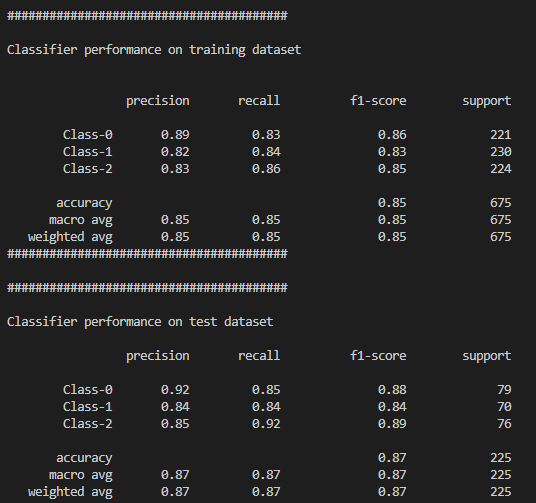 ########################################
Classifier performance on training dataset
precision recall f1-score support
Class-0 0.89 0.83 0.86 221
Class-1 0.82 0.84 0.83 230
Class-2 0.83 0.86 0.85 224
accuracy 0.85 675
macro avg 0.85 0.85 0.85 675
weighted avg 0.85 0.85 0.85 675
########################################
########################################
Classifier performance on test dataset
precision recall f1-score support
Class-0 0.92 0.85 0.88 79
Class-1 0.84 0.84 0.84 70
Class-2 0.85 0.92 0.89 76
accuracy 0.87 225
macro avg 0.87 0.87 0.87 225
weighted avg 0.87 0.87 0.87 225